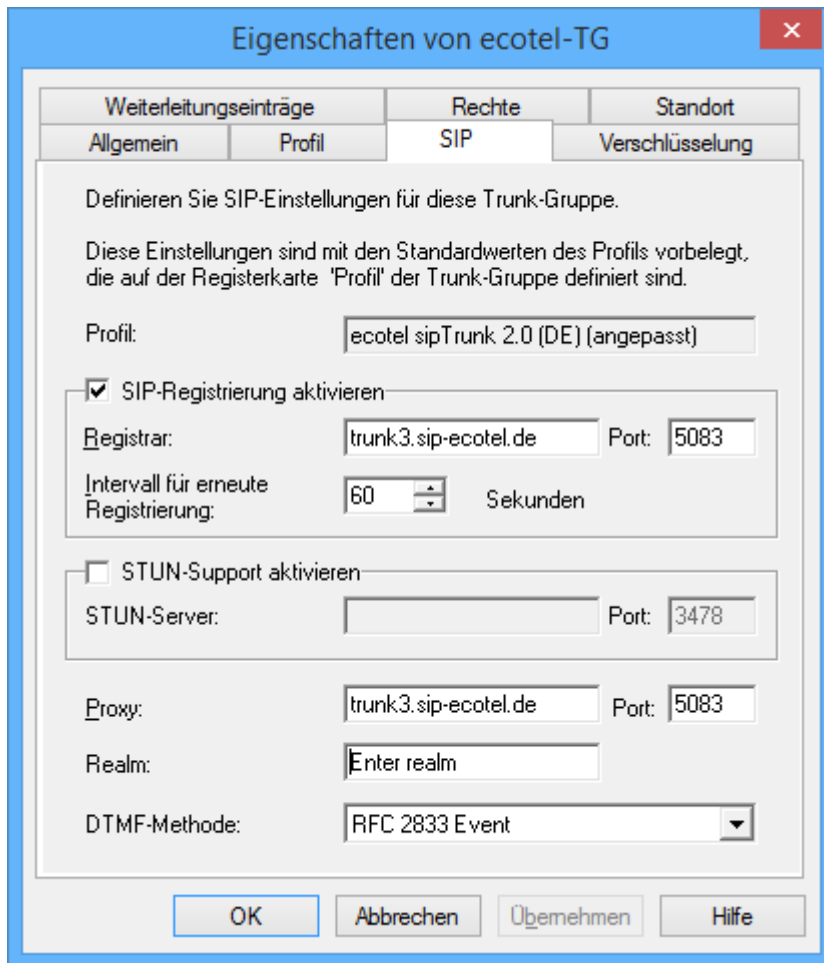 Eigenschaften von ecotel-TG
Weiterleitungseinträge Rechte Standort
Allgemein Profil SIP Verschlüsselung
Definieren Sie SIP-Einstellungen für diese Trunk-Gruppe.
Diese Einstellungen sind mit den Standardwerten des Profils vorbelegt,
die auf der Registerkarte 'Profil' der Trunk-Gruppe definiert sind.
Profil: ecotel sipTrunk 2.0 (DE) (angepasst)
SIP-Registrierung aktivieren
Registrar: trunk3.sip-ecotel.de Port: 5083
Intervall für erneute
Registrierung: 60 Sekunden
STUN-Support aktivieren
STUN-Server: Port: 3478
Proxy: trunk3.sip-ecotel.de Port: 5083
Realm: Enter realm
DTMF-Methode: RFC 2833 Event
OK Abbrechen Übernehmen Hilfe